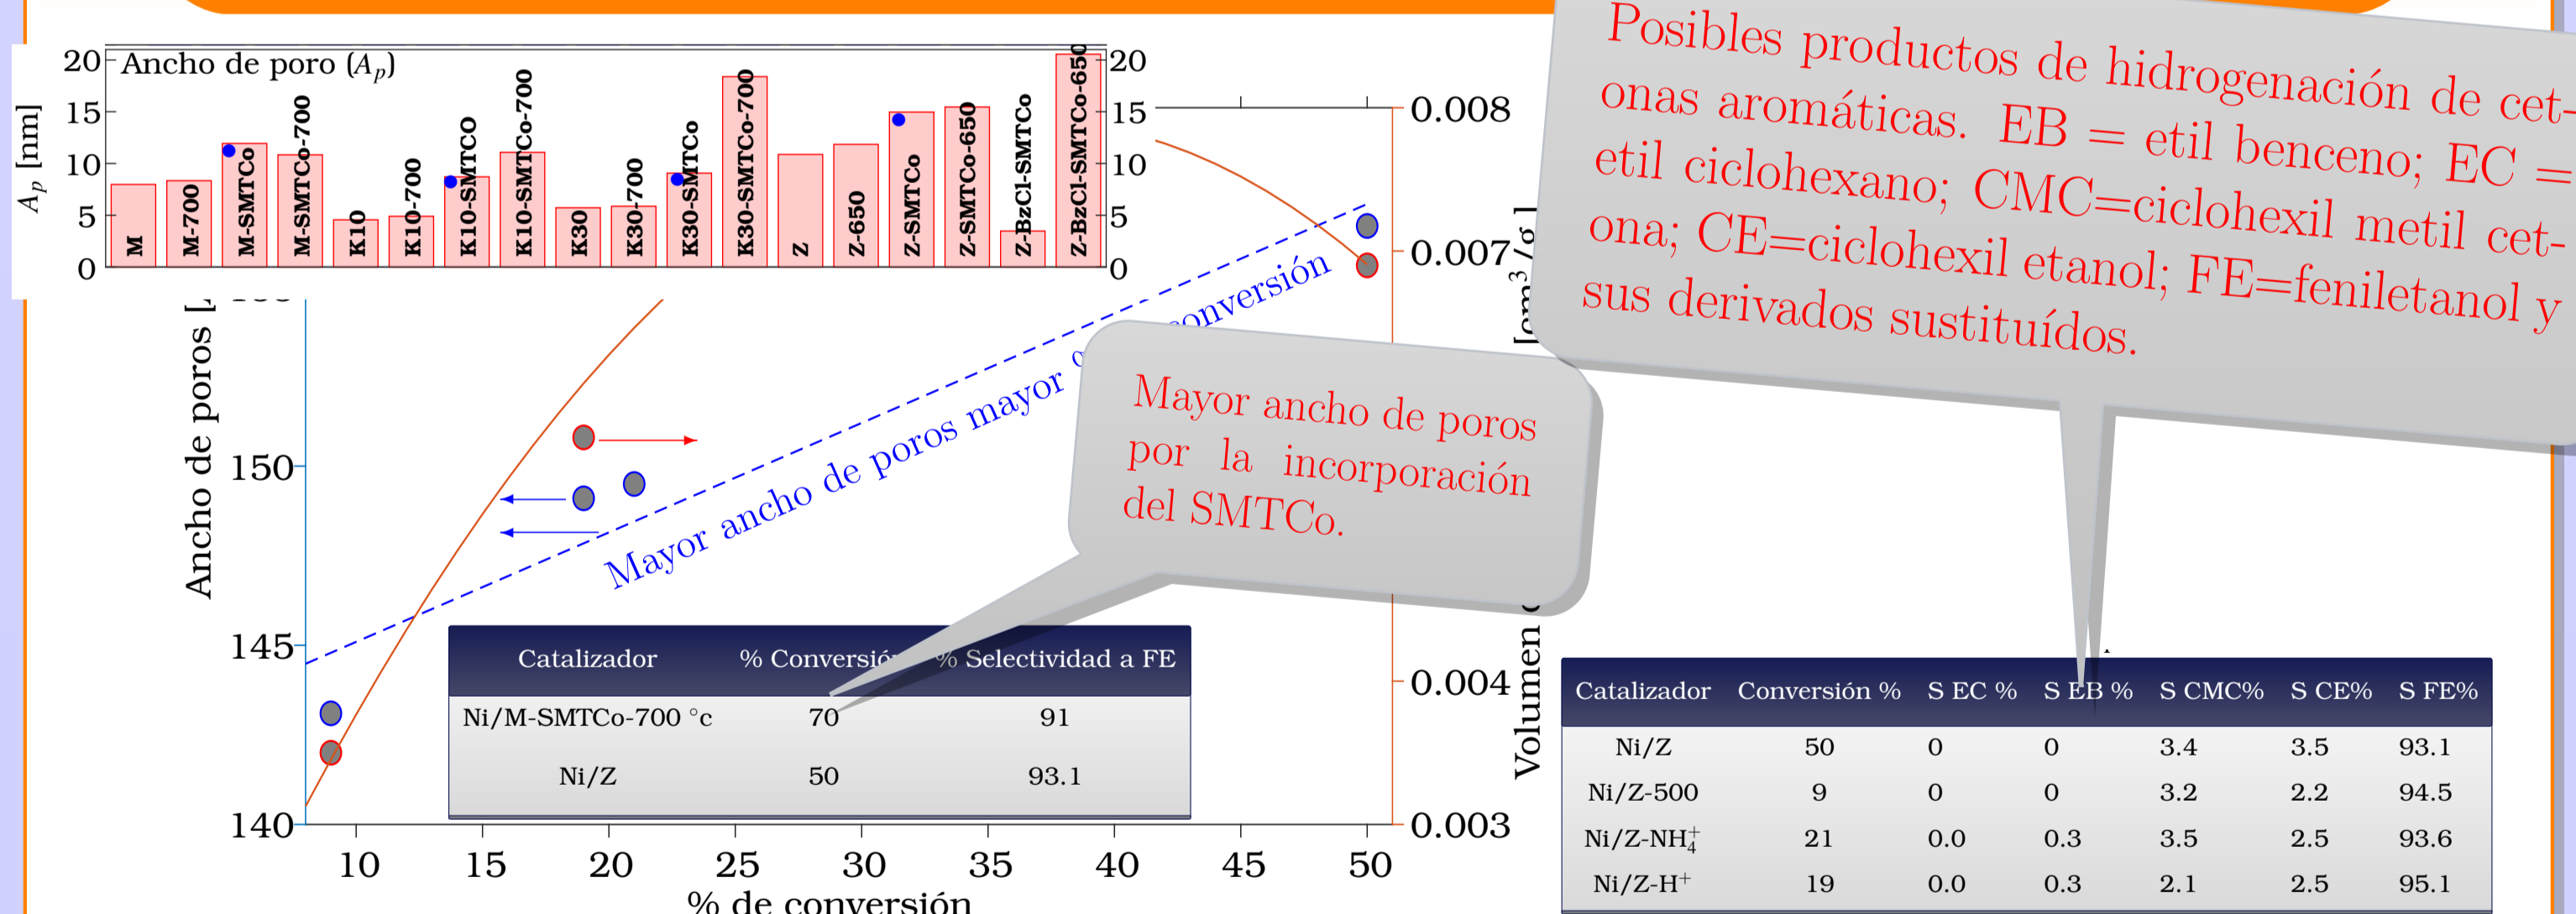 Ancho de poro (Ap)
Ap [nm]
20
15
10
5
0
20
15
10
5
0
M
M-700
M-SMTCo
M-SMTCo-700
K10
K10-700
K10-SMTCO
K10-SMTCo-700
K30
K30-700
K30-SMTCo
K30-SMTCo-700
Z
Z-650
Z-SMTCo
Z-SMTCo-650
Z-BzCl-SMTCo
Z-BzCl-SMTCo-650
Posibles productos de hidrogenación de cet-
onas aromáticas. EB = etil benceno; EC =
etil ciclohexano; CMC=ciclohexil metil cet-
ona; CE=ciclohexil etanol; FE=feniletanol y
sus derivados sustituídos.
Ancho de poros [
150
145
140
0.008
0.007
0.004
0.003
Volumen
[cm³/g]
Mayor ancho de poros mayor conversión
Mayor ancho de poros
por la incorporación
del SMTCo.
Catalizador % Conversión % Selectividad a FE
Ni/M-SMTCo-700 °c 70 91
Ni/Z 50 93.1
10 15 20 25 30 35 40 45 50
% de conversión
Catalizador Conversión % S EC % S EB % S CMC% S CE% S FE%
Ni/Z 50 0 0 3.4 3.5 93.1
Ni/Z-500 9 0 0 3.2 2.2 94.5
Ni/Z-NH₄⁺ 21 0.0 0.3 3.5 2.5 93.6
Ni/Z-H⁺ 19 0.0 0.3 2.1 2.5 95.1